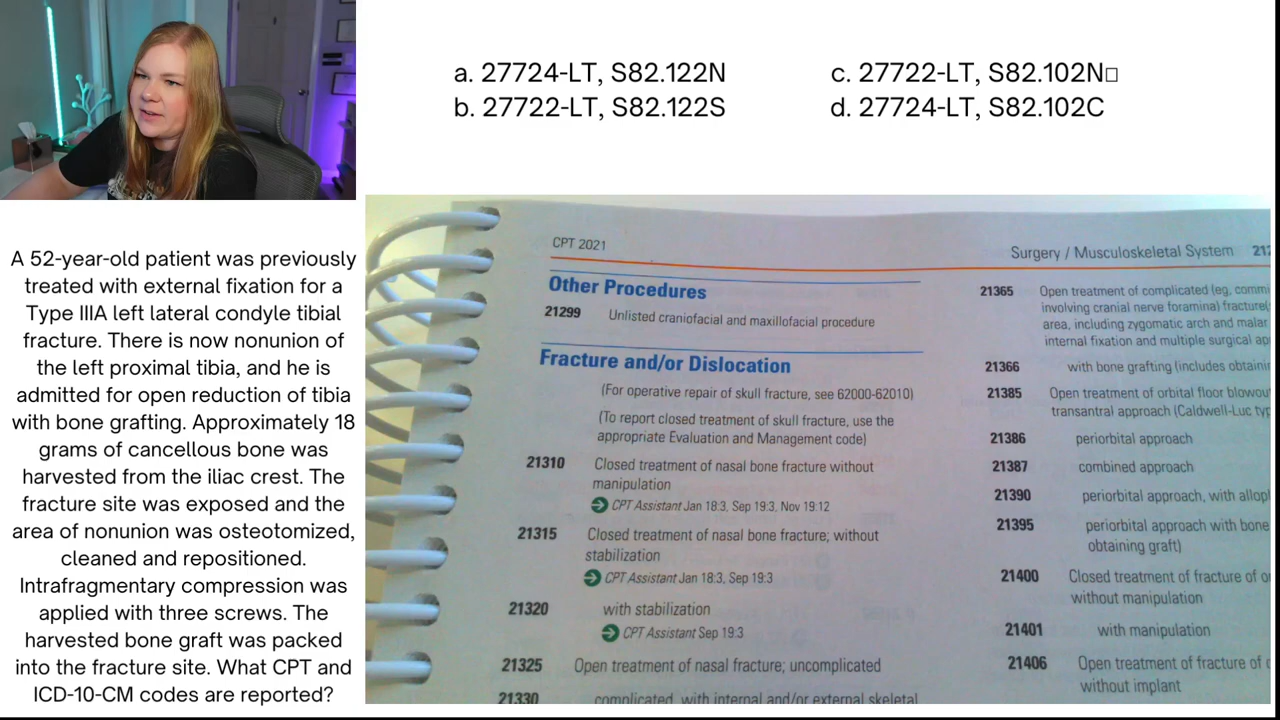 a. 27724-LT, S82.122N
b. 27722-LT, S82.122S
c. 27722-LT, S82.102N□
d. 27724-LT, S82.102C
A 52-year-old patient was previously
treated with external fixation for a
Type IIIA left lateral condyle tibial
fracture. There is now nonunion of
the left proximal tibia, and he is
admitted for open reduction of tibia
with bone grafting. Approximately 18
grams of cancellous bone was
harvested from the iliac crest. The
fracture site was exposed and the
area of nonunion was osteotomized,
cleaned and repositioned.
Intrafragmentary compression was
applied with three screws. The
harvested bone graft was packed
into the fracture site. What CPT and
ICD-10-CM codes are reported?
CPT 2021
Surgery / Musculoskeletal System 212
Other Procedures
21299 Unlisted craniofacial and maxillofacial procedure
Fracture and/or Dislocation
(For operative repair of skull fracture, see 62000-62010)
(To report closed treatment of skull fracture, use the
appropriate Evaluation and Management code)
21310 Closed treatment of nasal bone fracture without
manipulation
CPT Assistant Jan 18:3, Sep 19:3, Nov 19:12
21315 Closed treatment of nasal bone fracture; without
stabilization
CPT Assistant Jan 18:3, Sep 19:3
21320 with stabilization
CPT Assistant Sep 19:3
21325 Open treatment of nasal fracture; uncomplicated
21330 complicated, with internal and/or external skeletal
21365 Open treatment of complicated (eg,
involving cranial nerve foramina) fracture(
area, including zygomatic arch and malar
internal fixation and multiple surgical
21366 with bone grafting (includes
21385 Open treatment of orbital floor
transantral approach (Caldwell-Luc
21386 periorbital approach
21387 combined approach
21390 periorbital approach, with
21395 periorbital approach with bone
obtaining graft)
21400 Closed treatment of fracture of
without manipulation
21401 with manipulation
21406 Open treatment of fracture of
without implant